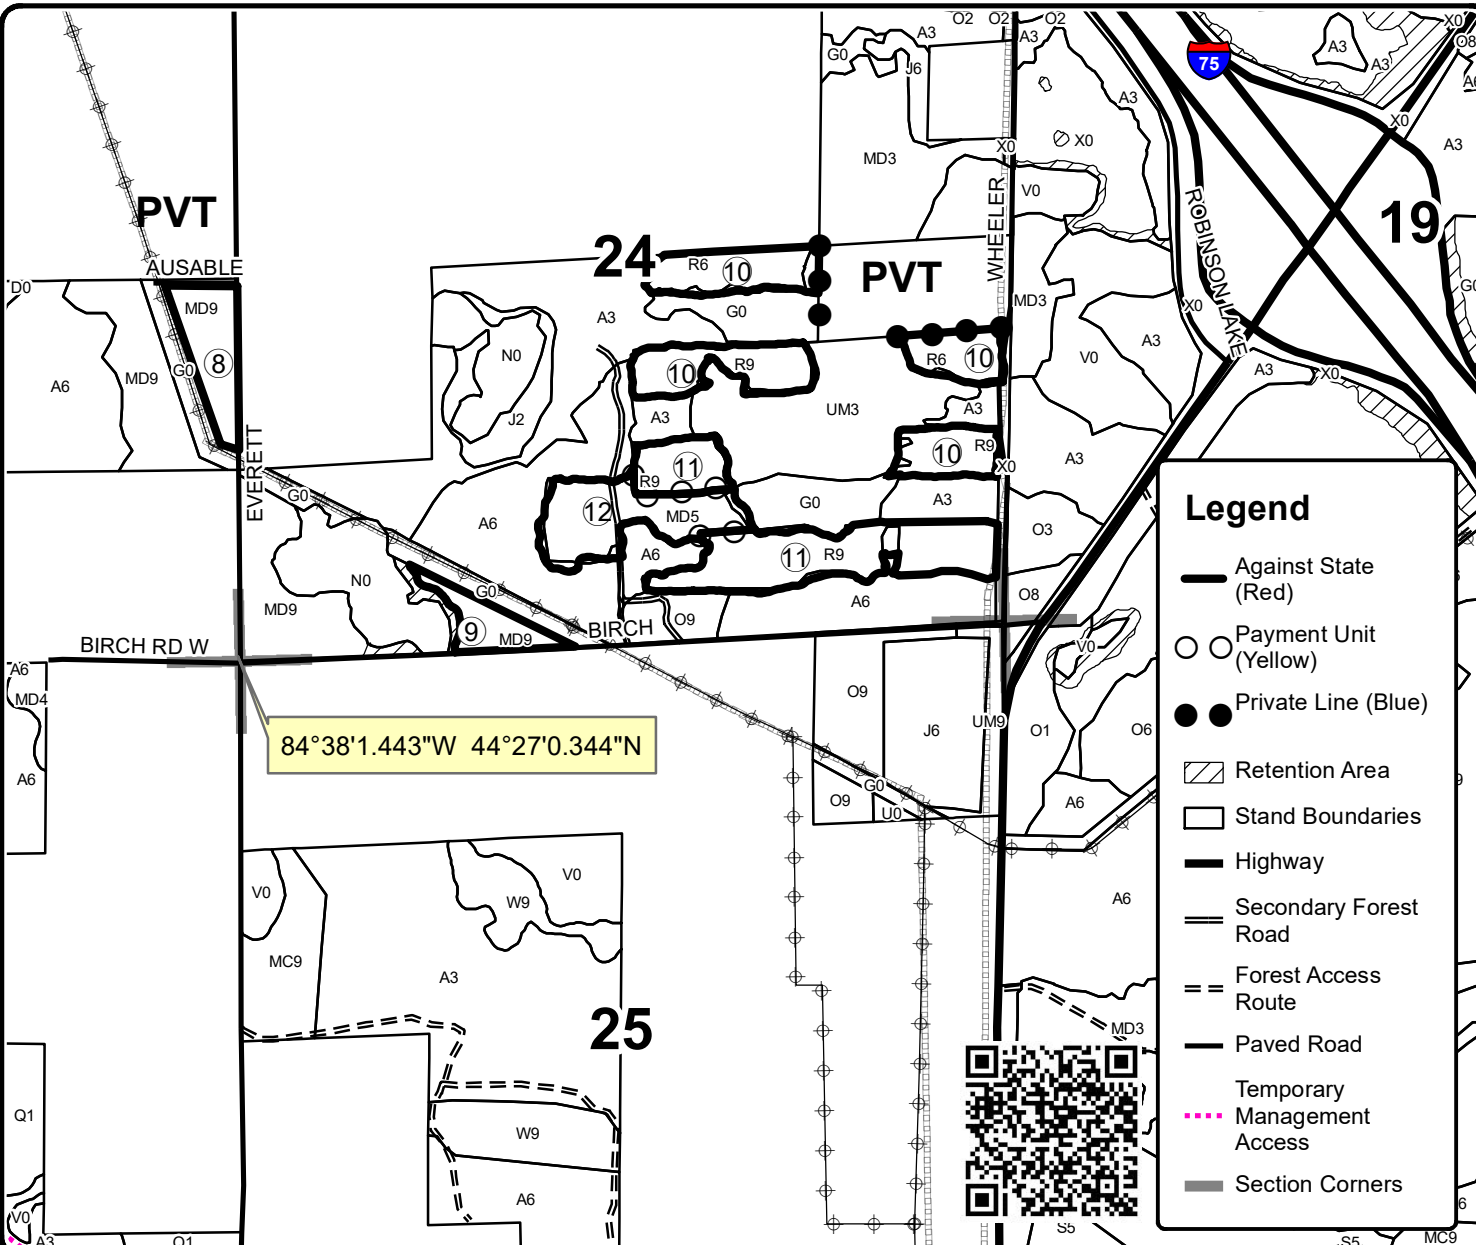 O2 O2 O2
X0
A3
A3
O8
G0
J6
A3
A3
75
A6
A3
X0
MD3
X0
X0
A3
WHEELER
V0
ROBINSON LAKE
PVT
19
24
R6
10
PVT
AUSABLE
D0
MD9
A3
G0
MD3
X0
G0
8
G0
N0
MD9
A6
J2
10
R9
R6
10
V0
A3
A3
X0
UM3
A3
A3
EVERETT
10
R9
X0
A3
11
R9
G0
12
MD5
G0
A3
A6
A6
11
R9
O3
N0
MD9
G0
9
MD9
BIRCH
O9
A6
O8
BIRCH RD W
A6
MD4
A6
84°38'1.443"W 44°27'0.344"N
V0
O9
J6
UM9
O1
O6
O9
G0
U0
A6
V0
W9
V0
MC9
A3
A6
25
MD3
Q1
W9
A6
V0
A3
O1
S5
S5
MC9
Legend
Against State
(Red)
Payment Unit
(Yellow)
Private Line (Blue)
Retention Area
Stand Boundaries
Highway
Secondary Forest
Road
Forest Access
Route
Paved Road
Temporary
Management
Access
Section Corners